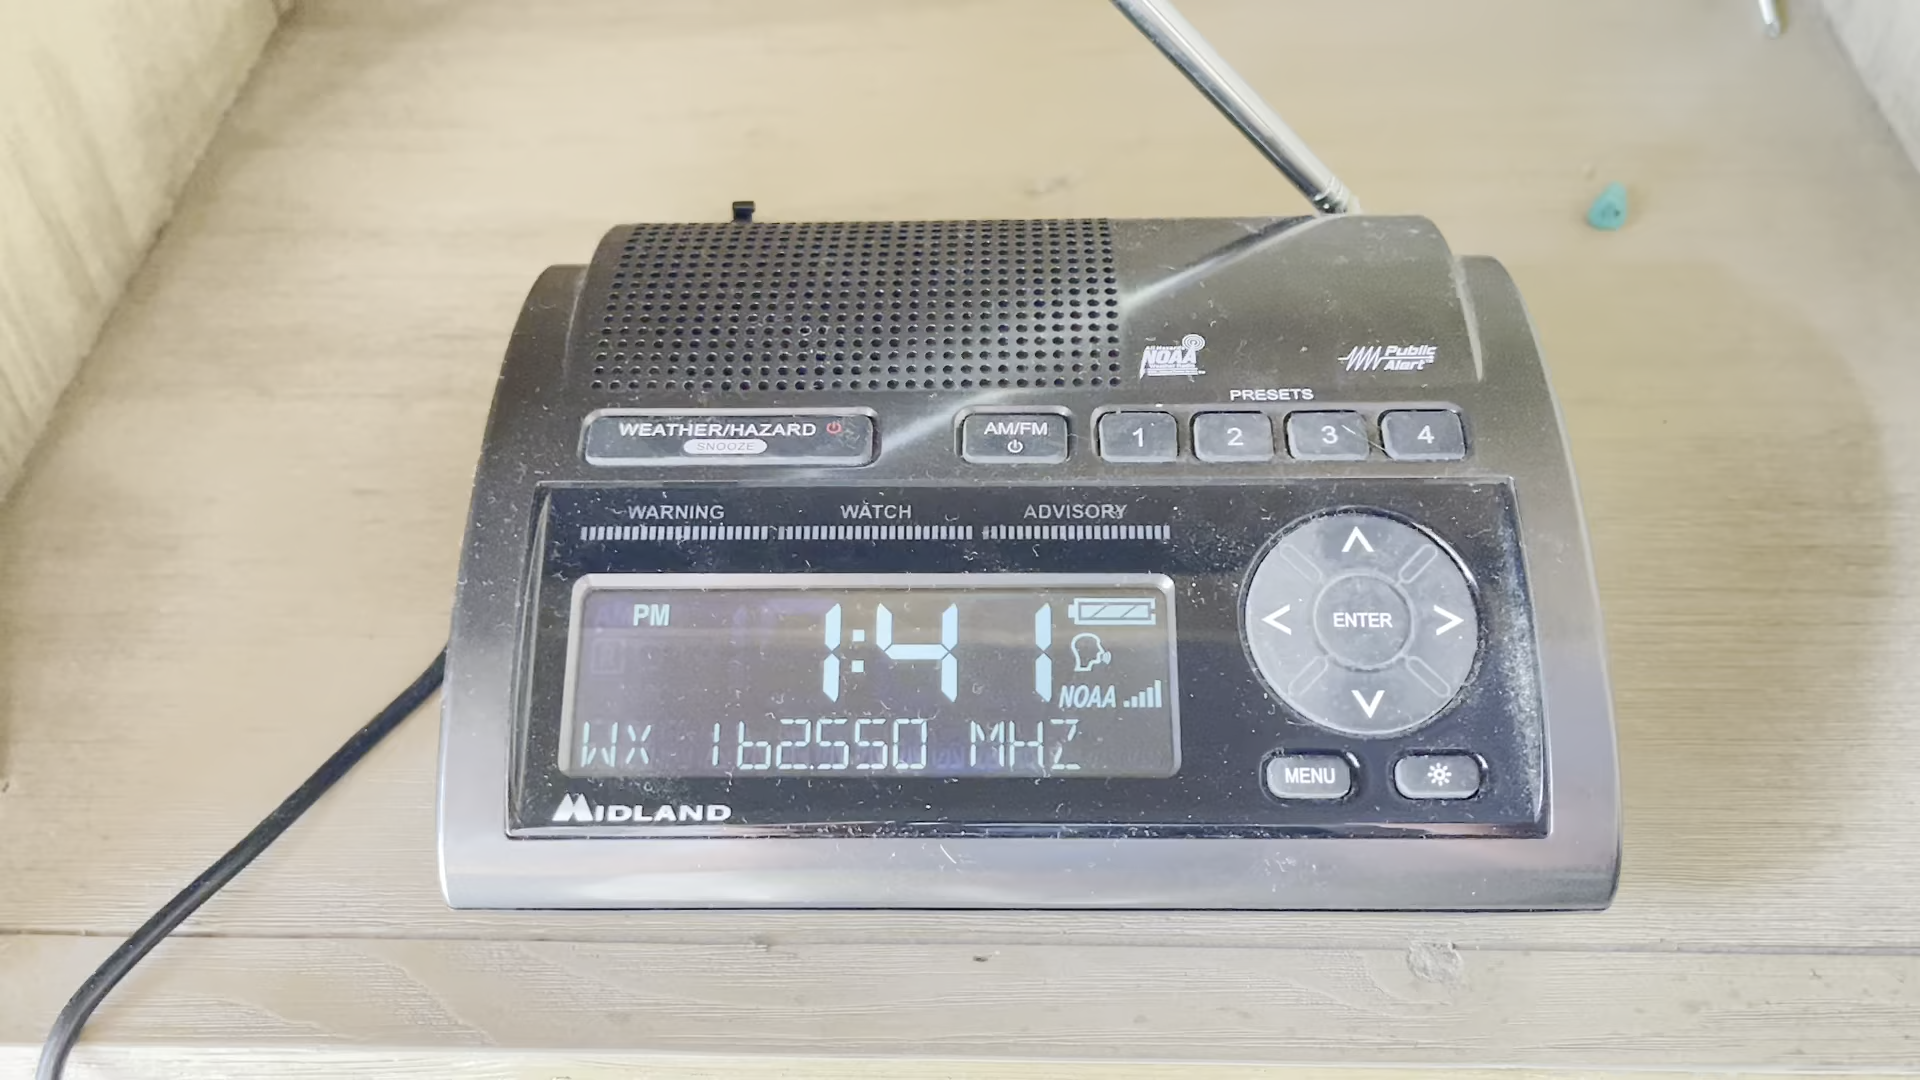 NOAA
Public
Alert
PRESETS
WEATHER/HAZARD
SNOOZE
AM/FM
1
2
3
4
WARNING
WATCH
ADVISORY
PM
1:41
NOAA
WX 162550 MHZ
ENTER
MENU
MIDLAND